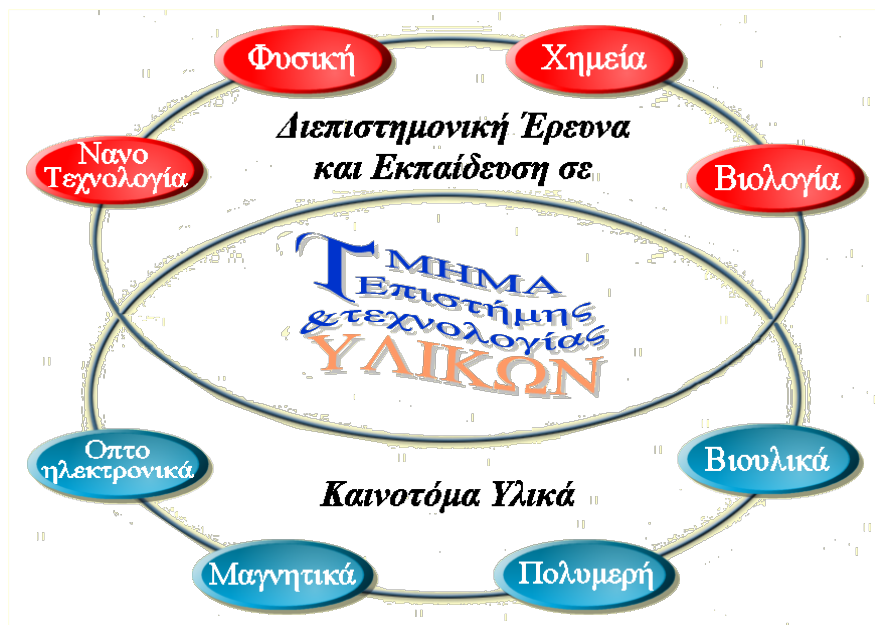 Φυσική
Χημεία
Διεπιστημονική Έρευνα
και Εκπαίδευση σε
Νανο
Τεχνολογία
Βιολογία
ΤΜΗΜΑ
Επιστήμης
&τεχνολογίας
ΥΛΙΚΩΝ
Οπτο
ηλεκτρονικά
Βιουλικά
Καινοτόμα Υλικά
Μαγνητικά
Πολυμερή